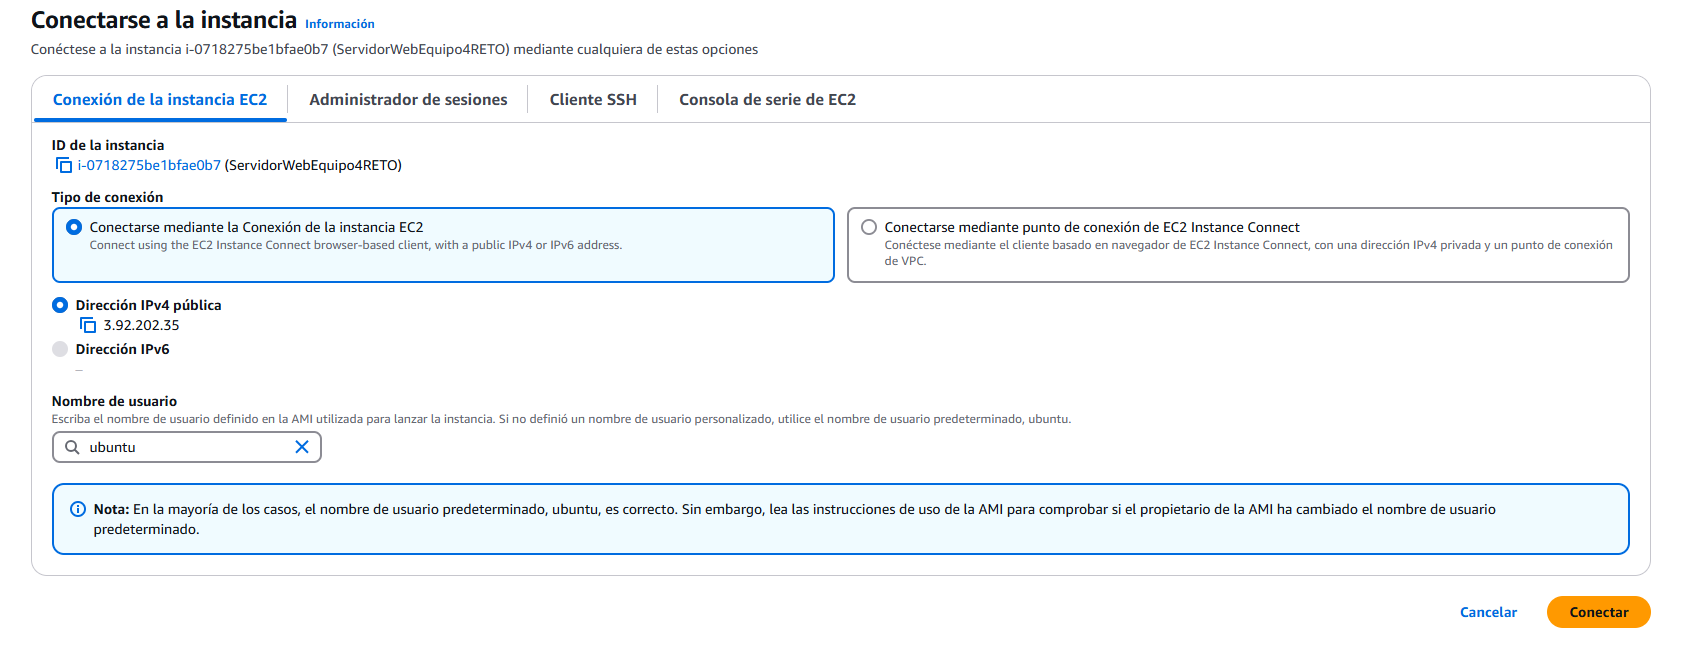 Conectarse a la instancia Información
Conéctese a la instancia i-0718275be1bfae0b7 (ServidorWebEquipo4RETO) mediante cualquiera de estas opciones
Conexión de la instancia EC2 Administrador de sesiones Cliente SSH Consola de serie de EC2
ID de la instancia
i-0718275be1bfae0b7 (ServidorWebEquipo4RETO)
Tipo de conexión
Conectarse mediante la Conexión de la instancia EC2
Connect using the EC2 Instance Connect browser-based client, with a public IPv4 or IPv6 address.
Conectarse mediante punto de conexión de EC2 Instance Connect
Conéctese mediante el cliente basado en navegador de EC2 Instance Connect, con una dirección IPv4 privada y un punto de conexión
de VPC.
Dirección IPv4 pública
3.92.202.35
Dirección IPv6
–
Nombre de usuario
Escriba el nombre de usuario definido en la AMI utilizada para lanzar la instancia. Si no definió un nombre de usuario personalizado, utilice el nombre de usuario predeterminado, ubuntu.
ubuntu
Nota: En la mayoría de los casos, el nombre de usuario predeterminado, ubuntu, es correcto. Sin embargo, lea las instrucciones de uso de la AMI para comprobar si el propietario de la AMI ha cambiado el nombre de usuario
predeterminado.
Cancelar Conectar